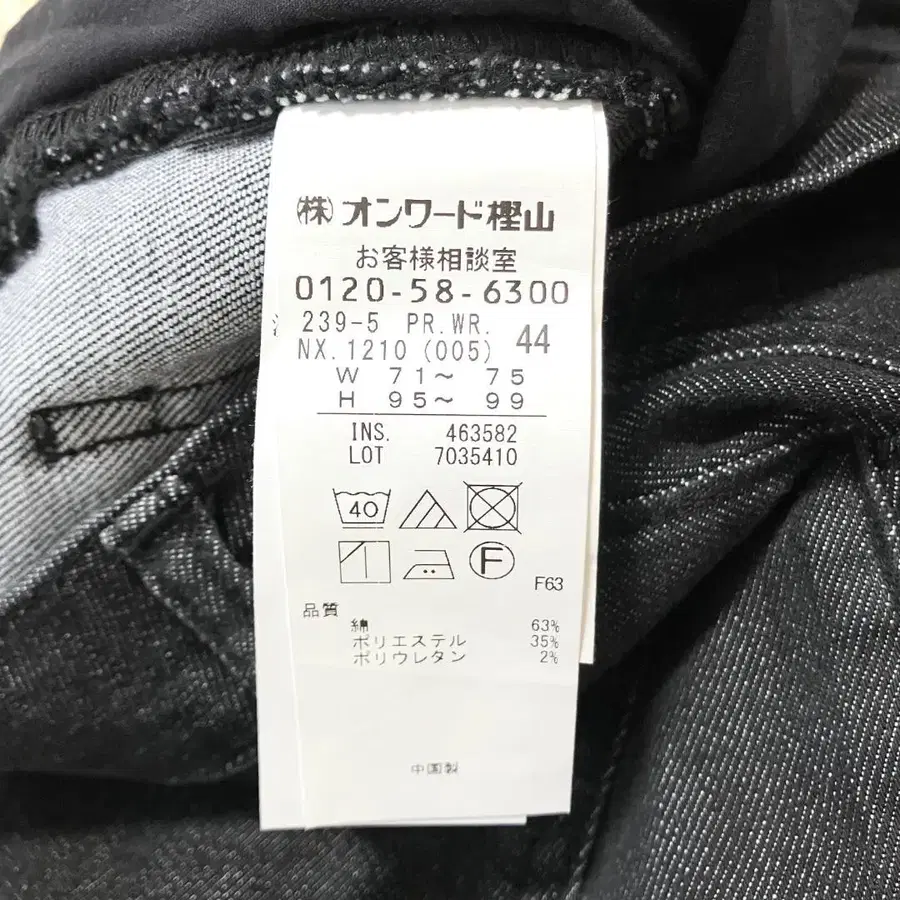 ㈱オンワード樫山
お客様相談室
0120-58-6300
239-5 PR.WR.
NX.1210 (005) 44
W 71～ 75
H 95～ 99
INS. 463582
LOT 7035410
40
F
F63
品質
綿 63%
ポリエステル 35%
ポリウレタン 2%
中国製